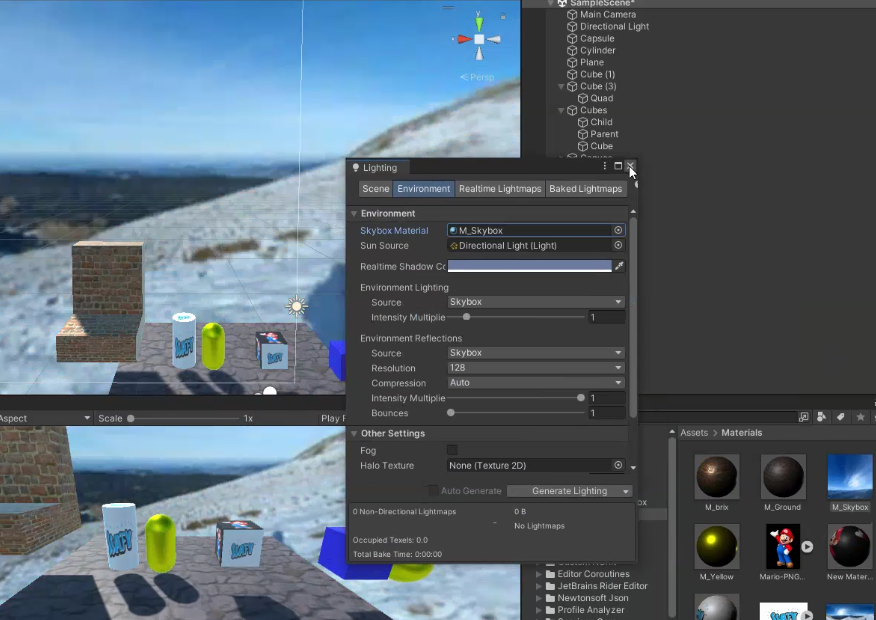 SampleScene*
Main Camera
Directional Light
Capsule
Cylinder
Plane
Cube (1)
Cube (3)
Quad
Cubes
Child
Parent
Cube
y
x
Persp
Lighting
Scene Environment Realtime Lightmaps Baked Lightmaps
Environment
Skybox Material M_Skybox
Sun Source Directional Light (Light)
Realtime Shadow Cc
Environment Lighting
Source Skybox
Intensity Multiplie 1
Environment Reflections
Source Skybox
Resolution 128
Compression Auto
Intensity Multiplie 1
Bounces 1
Other Settings
Fog
Halo Texture None (Texture 2D)
Auto Generate Generate Lighting
0 Non-Directional Lightmaps 0 B
No Lightmaps
Occupied Texels: 0.0
Total Bake Time: 0:00:00
Aspect Scale 1x Play F
Assets > Materials
M_brix M_Ground M_Skybox
M_Yellow Mario-PNG... New Mater...
ox
Editor Coroutines
JetBrains Rider Editor
Newtonsoft Json
Profile Analyzer